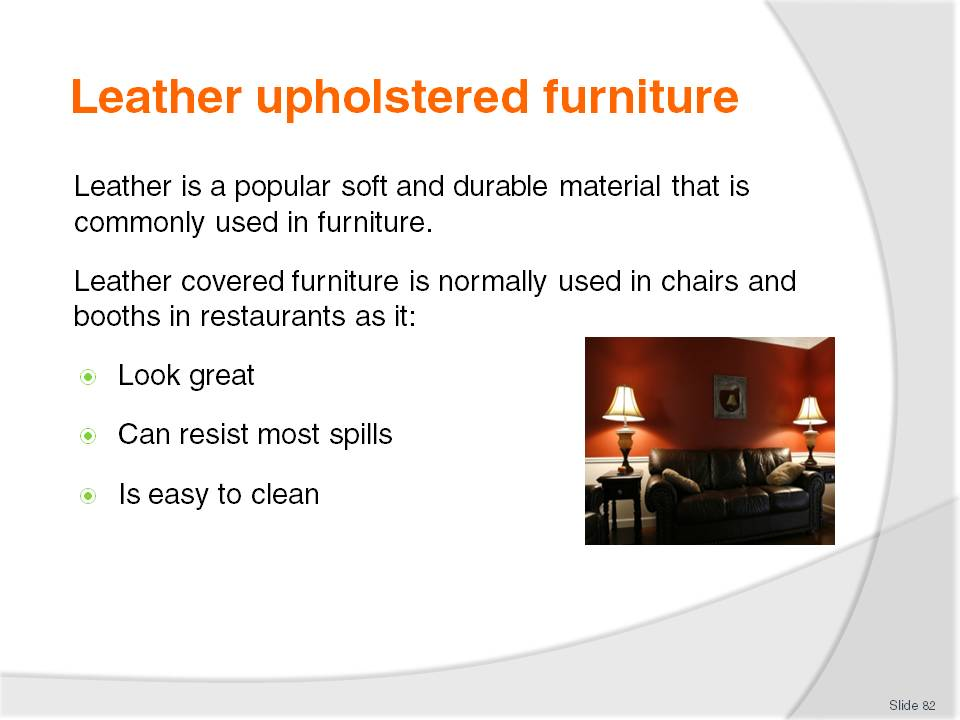 Leather upholstered furniture
Leather is a popular soft and durable material that is
commonly used in furniture.
Leather covered furniture is normally used in chairs and
booths in restaurants as it:
Look great
Can resist most spills
Is easy to clean
Slide 82